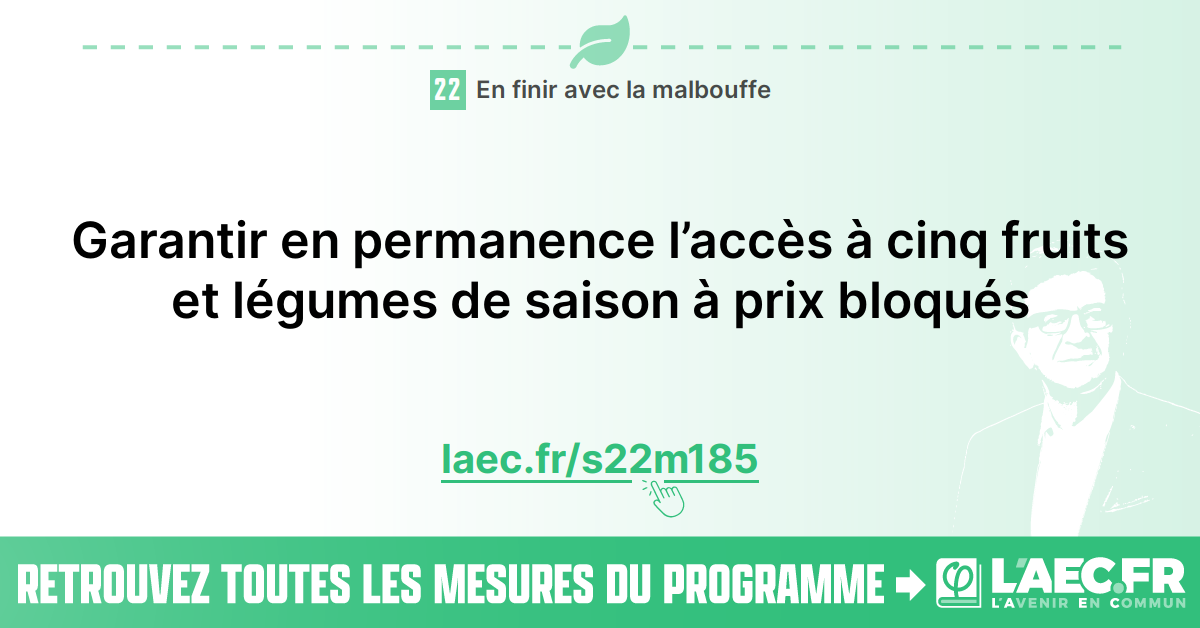 22 En finir avec la malbouffe
Garantir en permanence l’accès à cinq fruits
et légumes de saison à prix bloqués
laec.fr/s22m185
RETROUVEZ TOUTES LES MESURES DU PROGRAMME
L'AEC.FR
L'AVENIR EN COMMUN